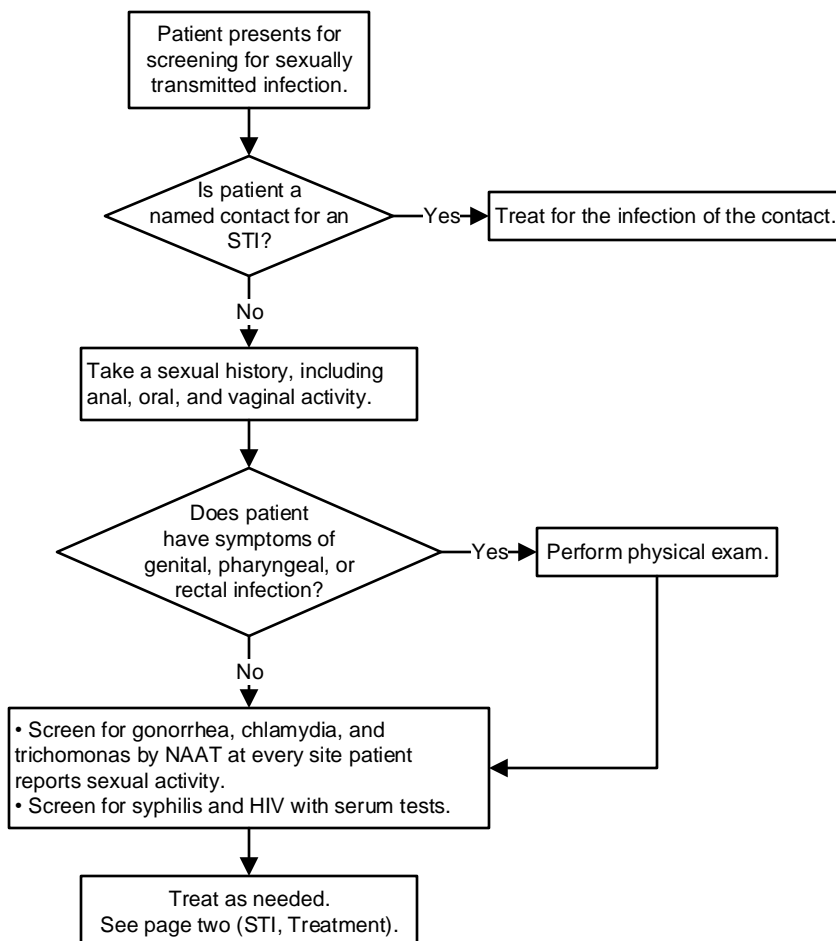 Patient presents for
screening for sexually
transmitted infection.
Is patient a
named contact for an
STI?
Yes
Treat for the infection of the contact.
No
Take a sexual history, including
anal, oral, and vaginal activity.
Does patient
have symptoms of
genital, pharyngeal, or
rectal infection?
Yes
Perform physical exam.
No
• Screen for gonorrhea, chlamydia, and
trichomonas by NAAT at every site patient
reports sexual activity.
• Screen for syphilis and HIV with serum tests.
Treat as needed.
See page two (STI, Treatment).